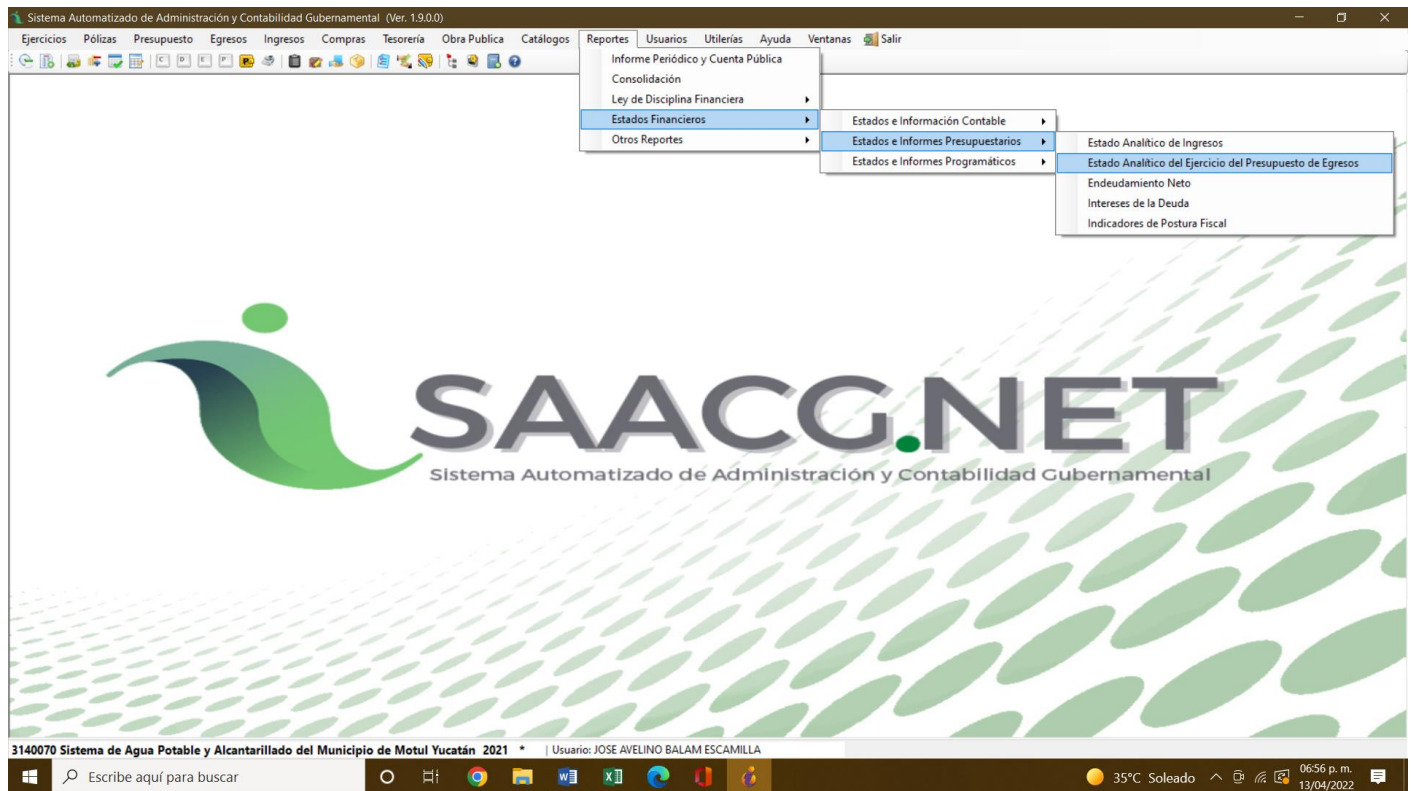 Sistema Automatizado de Administración y Contabilidad Gubernamental (Ver. 1.9.0.0)
Ejercicios Pólizas Presupuesto Egresos Ingresos Compras Tesorería Obra Publica Catálogos Reportes Usuarios Utilerías Ayuda Ventanas Salir
C D E P
Informe Periódico y Cuenta Pública
Consolidación
Ley de Disciplina Financiera
Estados Financieros
Otros Reportes
Estados e Información Contable
Estados e Informes Presupuestarios
Estados e Informes Programáticos
Estado Analítico de Ingresos
Estado Analítico del Ejercicio del Presupuesto de Egresos
Endeudamiento Neto
Intereses de la Deuda
Indicadores de Postura Fiscal
SAACG.NET
Sistema Automatizado de Administración y Contabilidad Gubernamental
3140070 Sistema de Agua Potable y Alcantarillado del Municipio de Motul Yucatán 2021 * | Usuario: JOSE AVELINO BALAM ESCAMILLA
Escribe aquí para buscar
35°C Soleado
06:56 p. m.
13/04/2022